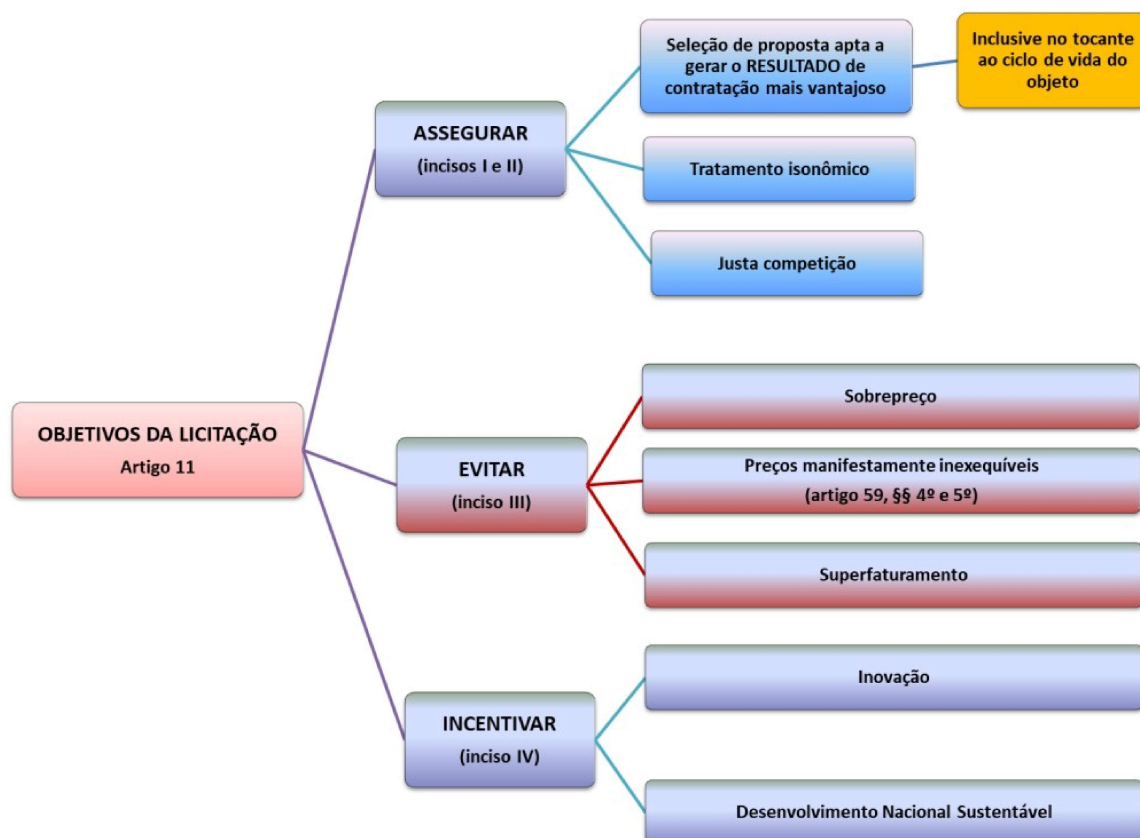 OBJETIVOS DA LICITAÇÃO
Artigo 11
ASSEGURAR
(incisos I e II)
Seleção de proposta apta a
gerar o RESULTADO de
contratação mais vantajoso
Inclusive no tocante
ao ciclo de vida do
objeto
Tratamento isonômico
Justa competição
EVITAR
(inciso III)
Sobrepreço
Preços manifestamente inexequíveis
(artigo 59, §§ 4º e 5º)
Superfaturamento
INCENTIVAR
(inciso IV)
Inovação
Desenvolvimento Nacional Sustentável